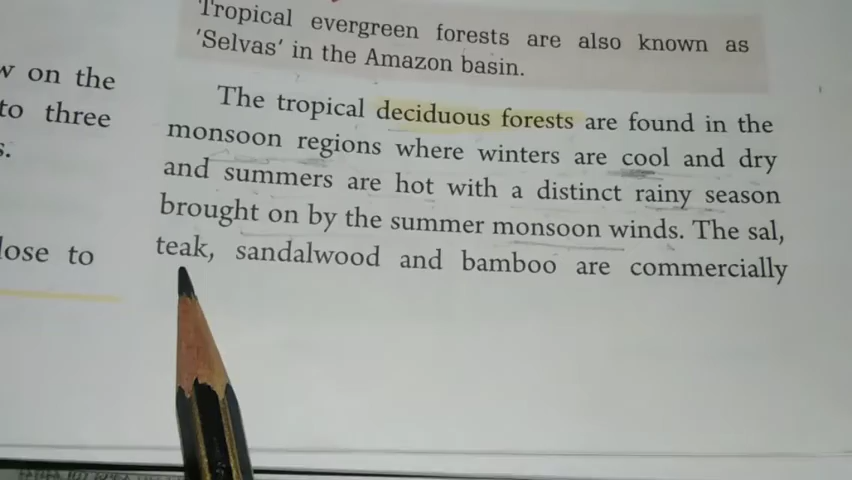 Tropical evergreen forests are also known as
'Selvas' in the Amazon basin.
on the
to three
The tropical deciduous forests are found in the
monsoon regions where winters are cool and dry
and summers are hot with a distinct rainy season
brought on by the summer monsoon winds. The sal,
teak, sandalwood and bamboo are commercially
to